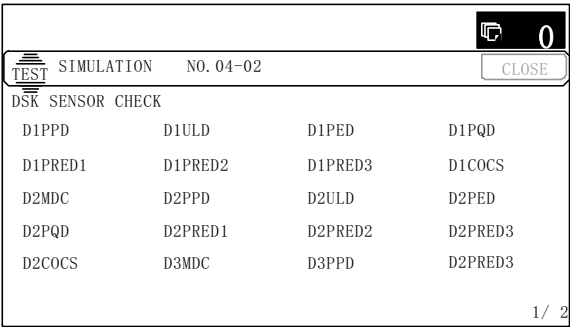 0
TEST SIMULATION NO.04-02 CLOSE
DSK SENSOR CHECK
D1PPD D1ULD D1PED D1PQD
D1PRED1 D1PRED2 D1PRED3 D1COCS
D2MDC D2PPD D2ULD D2PED
D2PQD D2PRED1 D2PRED2 D2PRED3
D2COCS D3MDC D3PPD D2PRED3
1/ 2